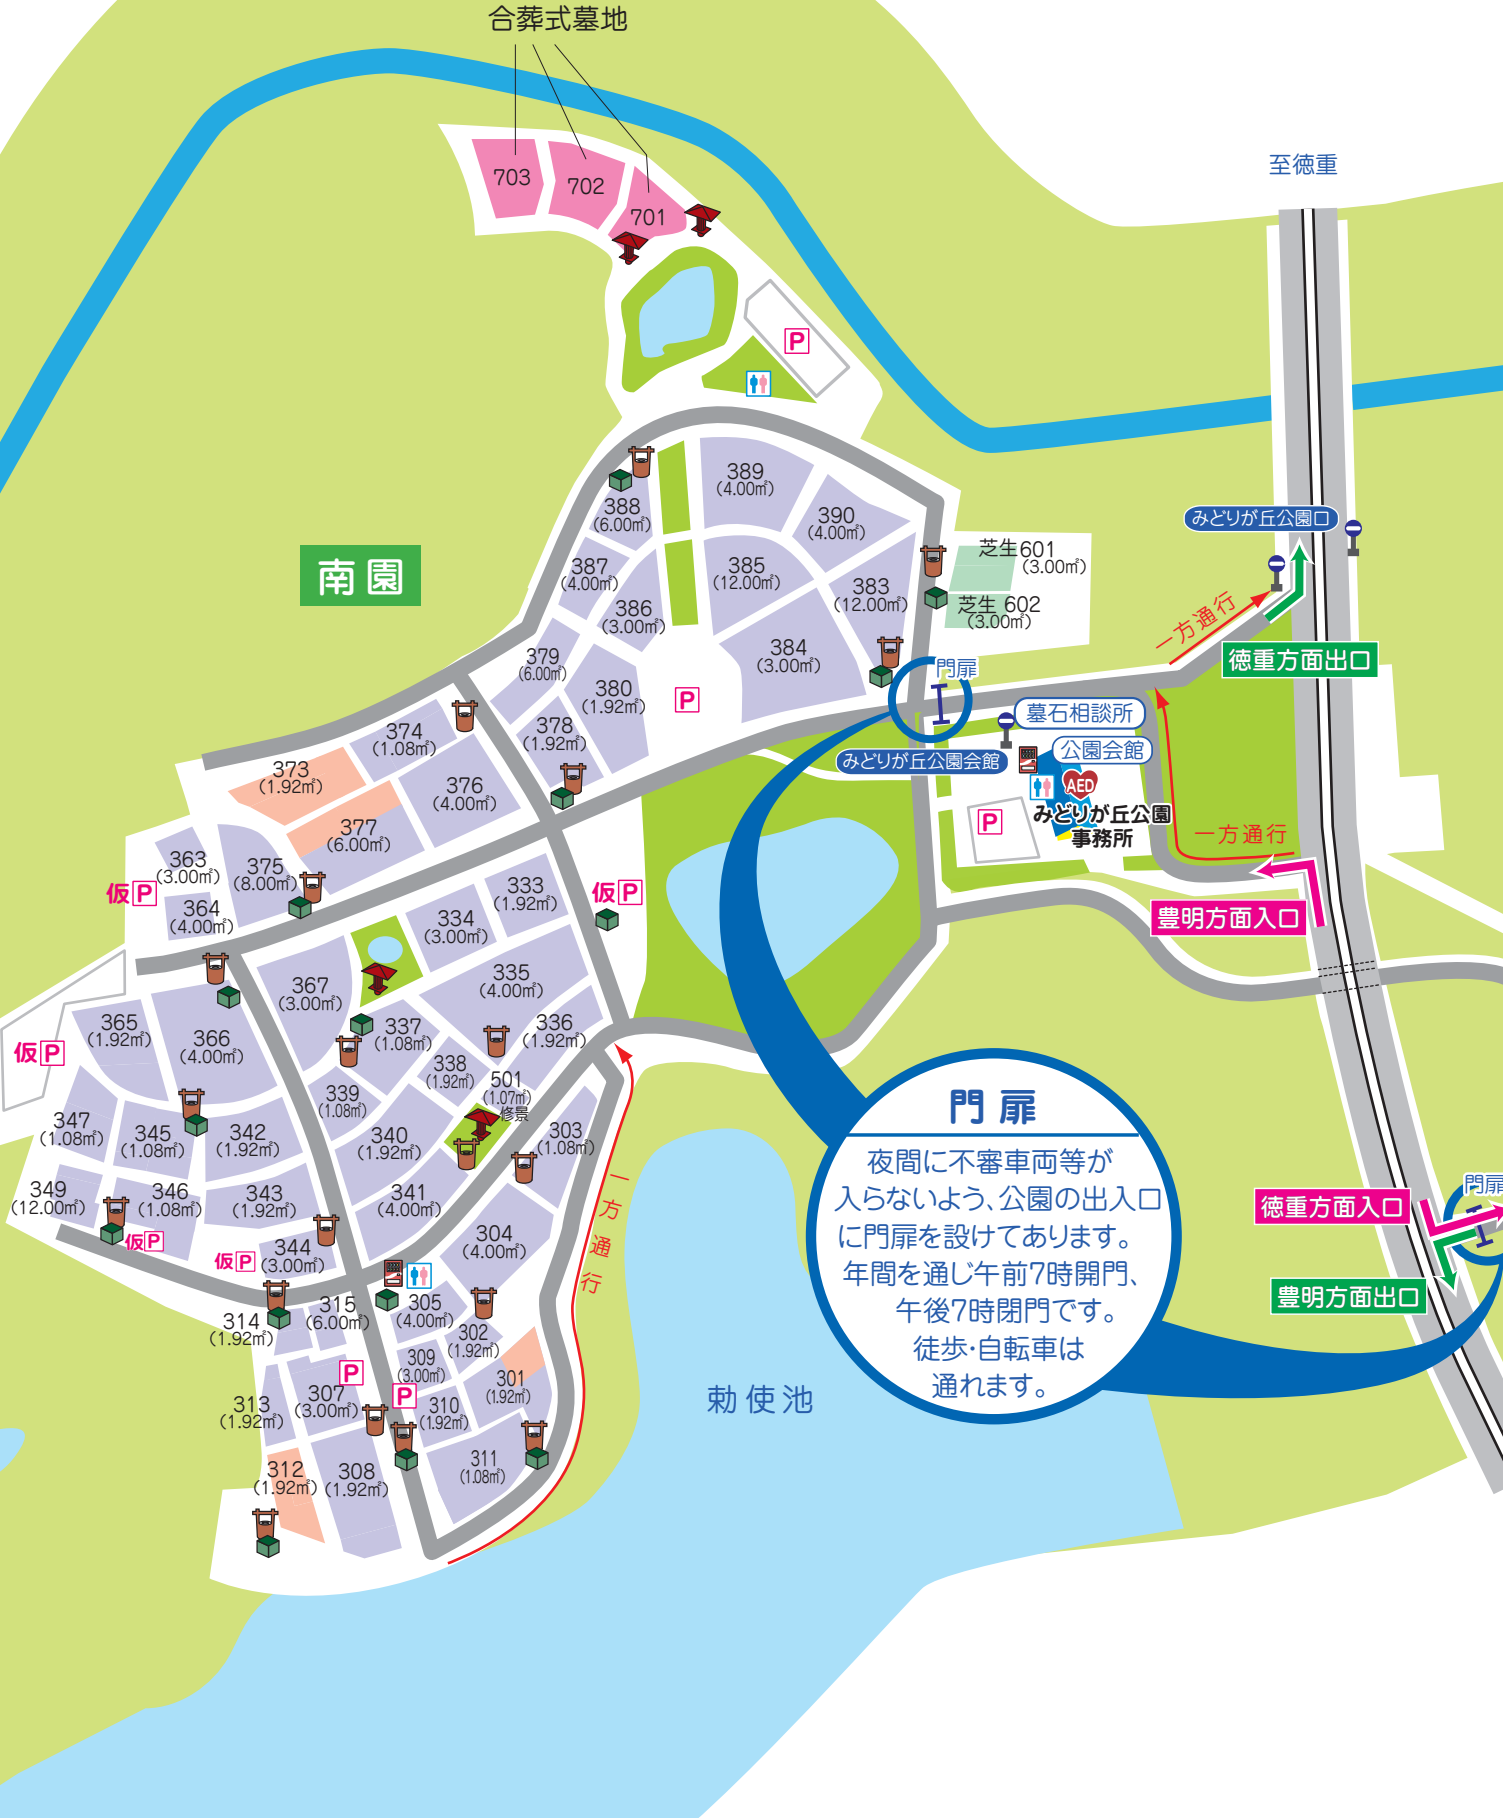 合葬式墓地
703
702
701
至徳重
P
南園
389
(4.00㎡)
388
(6.00㎡)
390
(4.00㎡)
387
(4.00㎡)
385
(12.00㎡)
383
(12.00㎡)
386
(3.00㎡)
384
(3.00㎡)
芝生601
(3.00㎡)
芝生 602
(3.00㎡)
みどりが丘公園口
一方通行
徳重方面出口
379
(6.00㎡)
380
(1.92㎡)
378
(1.92㎡)
P
門扉
墓石相談所
公園会館
みどりが丘公園会館
AED
みどりが丘公園
事務所
P
一方通行
豊明方面入口
374
(1.08㎡)
373
(1.92㎡)
376
(4.00㎡)
377
(6.00㎡)
363
(3.00㎡)
375
(8.00㎡)
仮P
364
(4.00㎡)
333
(1.92㎡)
仮P
334
(3.00㎡)
335
(4.00㎡)
367
(3.00㎡)
336
(1.92㎡)
337
(1.08㎡)
365
(1.92㎡)
366
(4.00㎡)
仮P
338
(1.92㎡)
501
(1.07㎡)
修景
339
(1.08㎡)
347
(1.08㎡)
345
(1.08㎡)
342
(1.92㎡)
340
(1.92㎡)
303
(1.08㎡)
349
(12.00㎡)
346
(1.08㎡)
343
(1.92㎡)
341
(4.00㎡)
仮P
仮P
344
(3.00㎡)
304
(4.00㎡)
一方通行
314
(1.92㎡)
315
(6.00㎡)
305
(4.00㎡)
302
(1.92㎡)
309
(3.00㎡)
301
(1.92㎡)
P
P
313
(1.92㎡)
307
(3.00㎡)
310
(1.92㎡)
312
(1.92㎡)
308
(1.92㎡)
311
(1.08㎡)
勅使池
門扉
夜間に不審車両等が
入らないよう、公園の出入口
に門扉を設けてあります。
年間を通じ午前7時開門、
午後7時閉門です。
徒歩・自転車は
通れます。
門扉
徳重方面入口
豊明方面出口